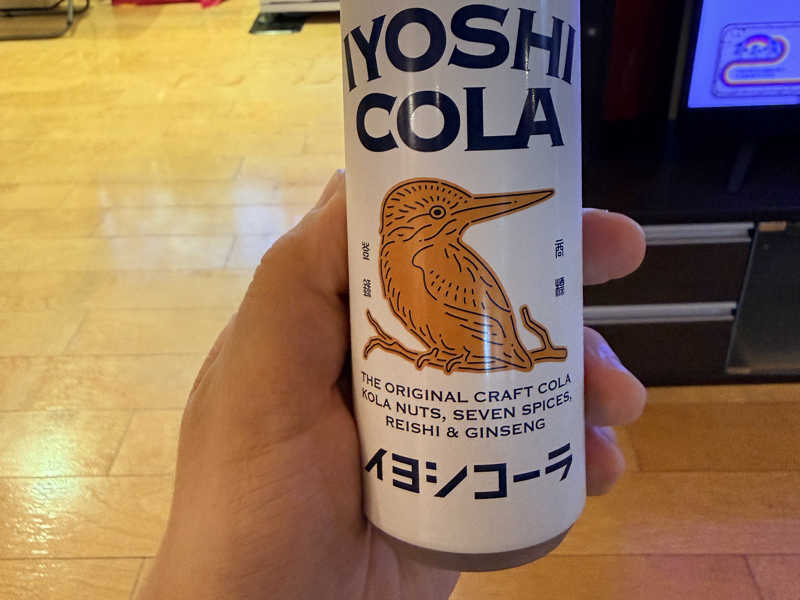 IYOSHI
COLA
THE ORIGINAL CRAFT COLA
KOLA NUTS, SEVEN SPICES,
REISHI & GINSENG
イヨシコーラ